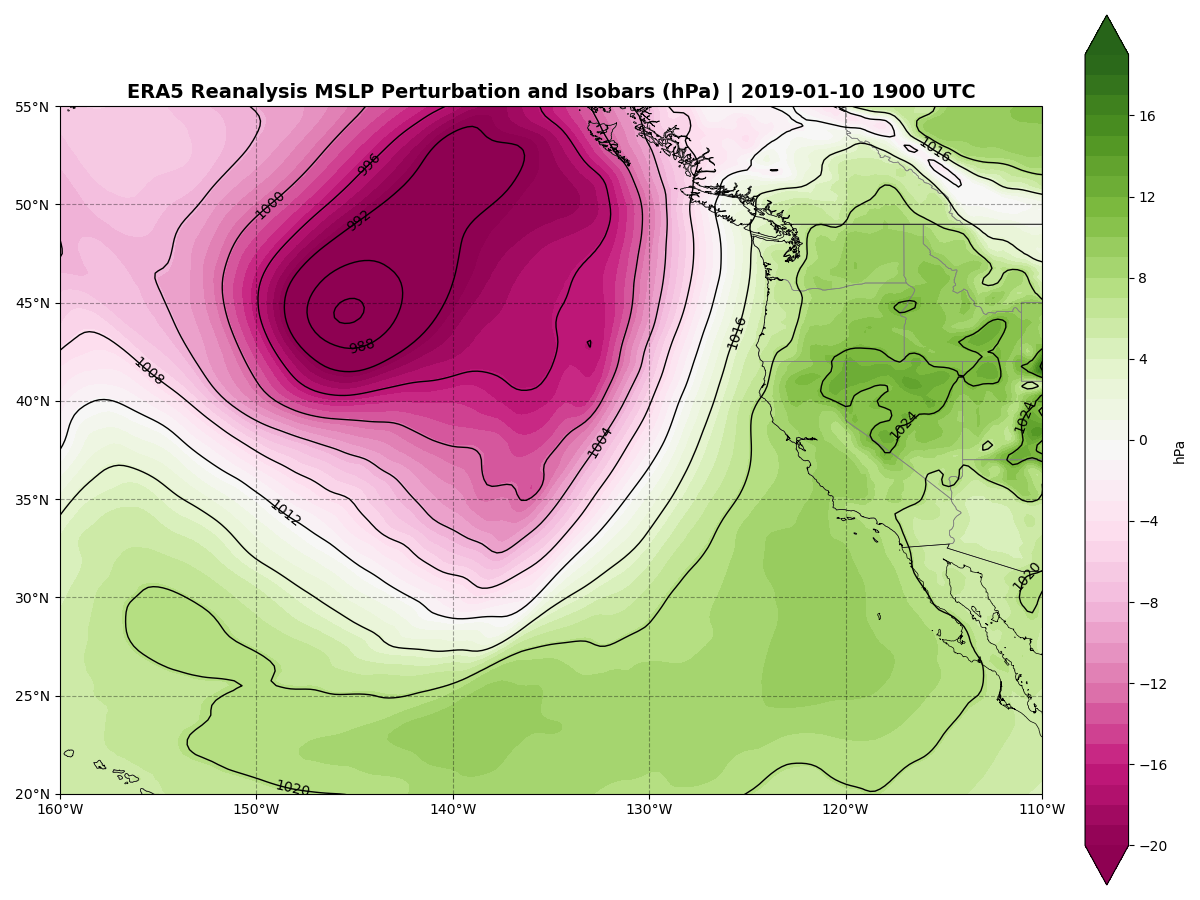 ERA5 Reanalysis MSLP Perturbation and Isobars (hPa) | 2019-01-10 1900 UTC
55°N
50°N
45°N
40°N
35°N
30°N
25°N
20°N
160°W
150°W
140°W
130°W
120°W
110°W
996
1000
992
988
1008
1012
1004
1016
1016
1024
1024
1020
1020
16
12
8
4
0
−4
−8
−12
−16
−20
hPa